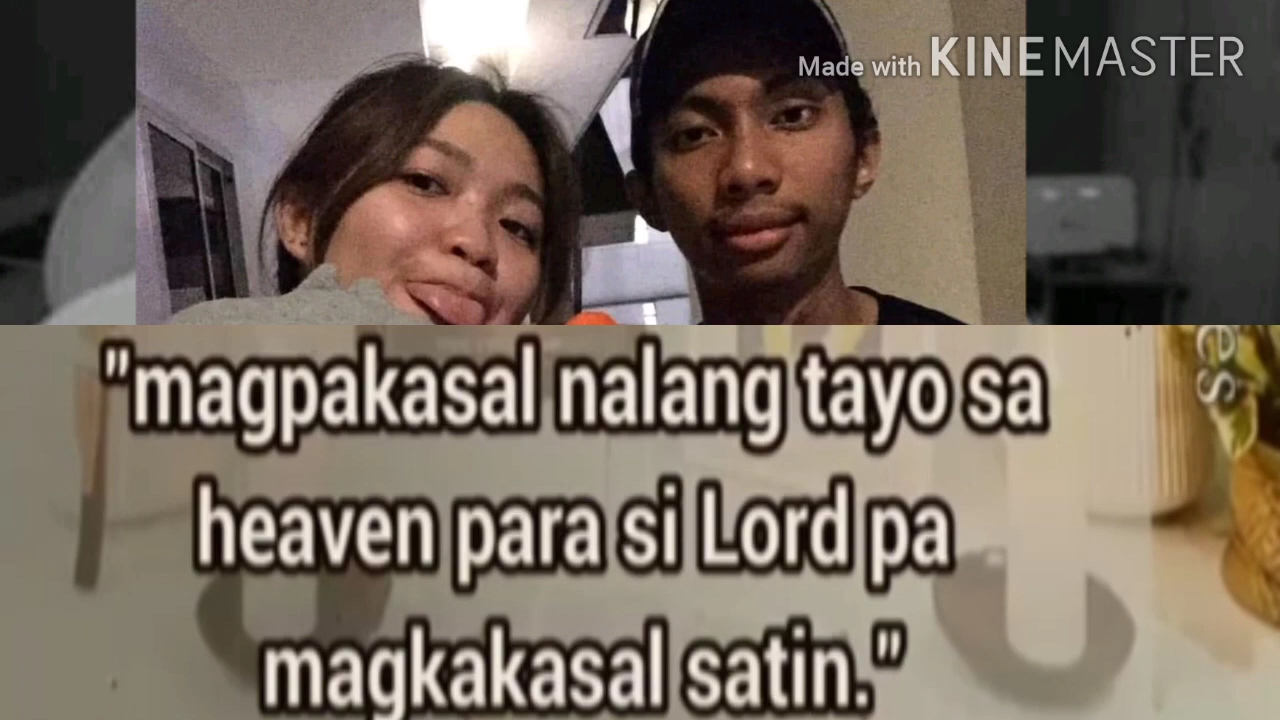 Made with KINEMASTER
"magpakasal nalang tayo sa
heaven para si Lord pa
magkakasal satin."